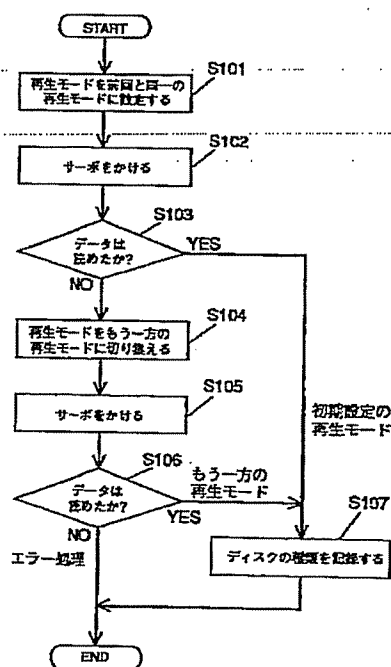 START
S101
再生モードを前回と同一の
再生モードに設定する
S102
サーボをかける
S103
データは
読めたか?
YES
NO
S104
再生モードをもう一方の
再生モードに切り換える
S105
サーボをかける
初期設定の
再生モード
S106
データは
読めたか?
もう一方の
再生モード
YES
NO
S107
エラー処理
ディスクの種類を記録する
END